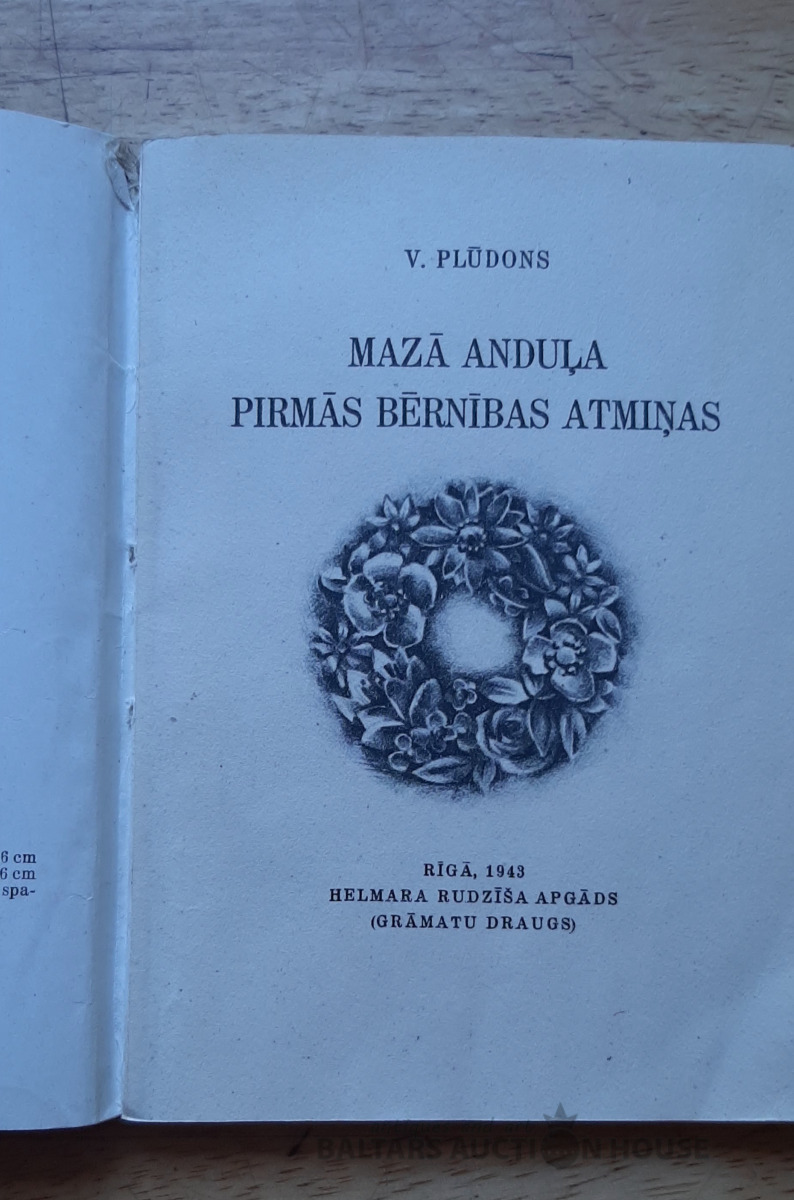 6 cm
6 cm
spa-
V. PLŪDONS
MAZĀ ANDUĻA
PIRMĀS BĒRNĪBAS ATMIŅAS
RĪGĀ, 1943
HELMARA RUDZĪŠA APGĀDS
(GRĀMATU DRAUGS)
BALTARS AUCTION HOUSE